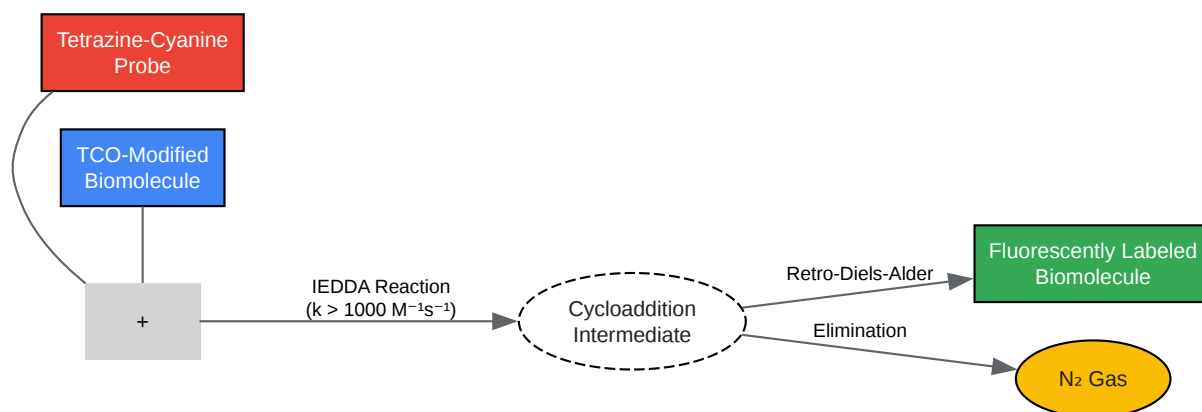 Tetrazine-Cyanine
Probe
TCO-Modified
Biomolecule
+
IEDDA Reaction
(k > 1000 M⁻¹s⁻¹)
Cycloaddition
Intermediate
Retro-Diels-Alder
Elimination
Fluorescently Labeled
Biomolecule
N₂ Gas